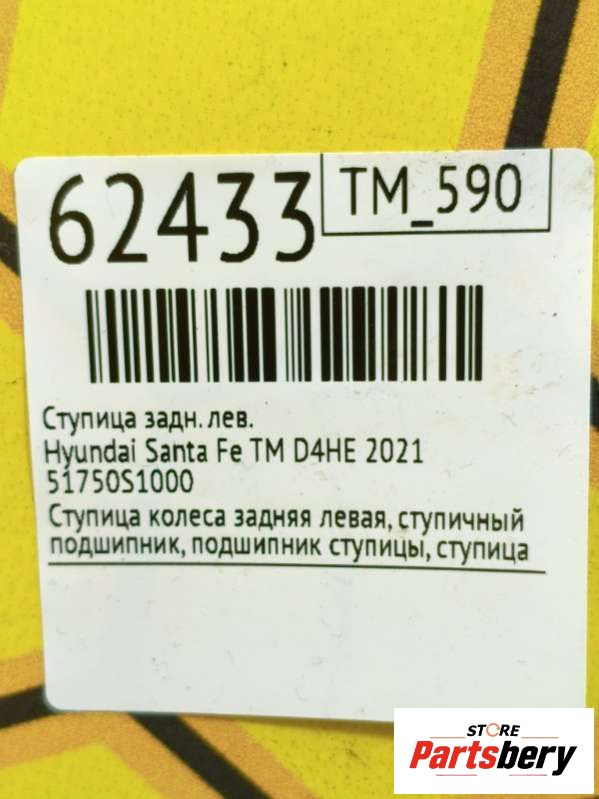 62433
TM_590
Ступица задн. лев.
Hyundai Santa Fe TM D4HE 2021
51750S1000
Ступица колеса задняя левая, ступичный
подшипник, подшипник ступицы, ступица
STORE
Partsbery